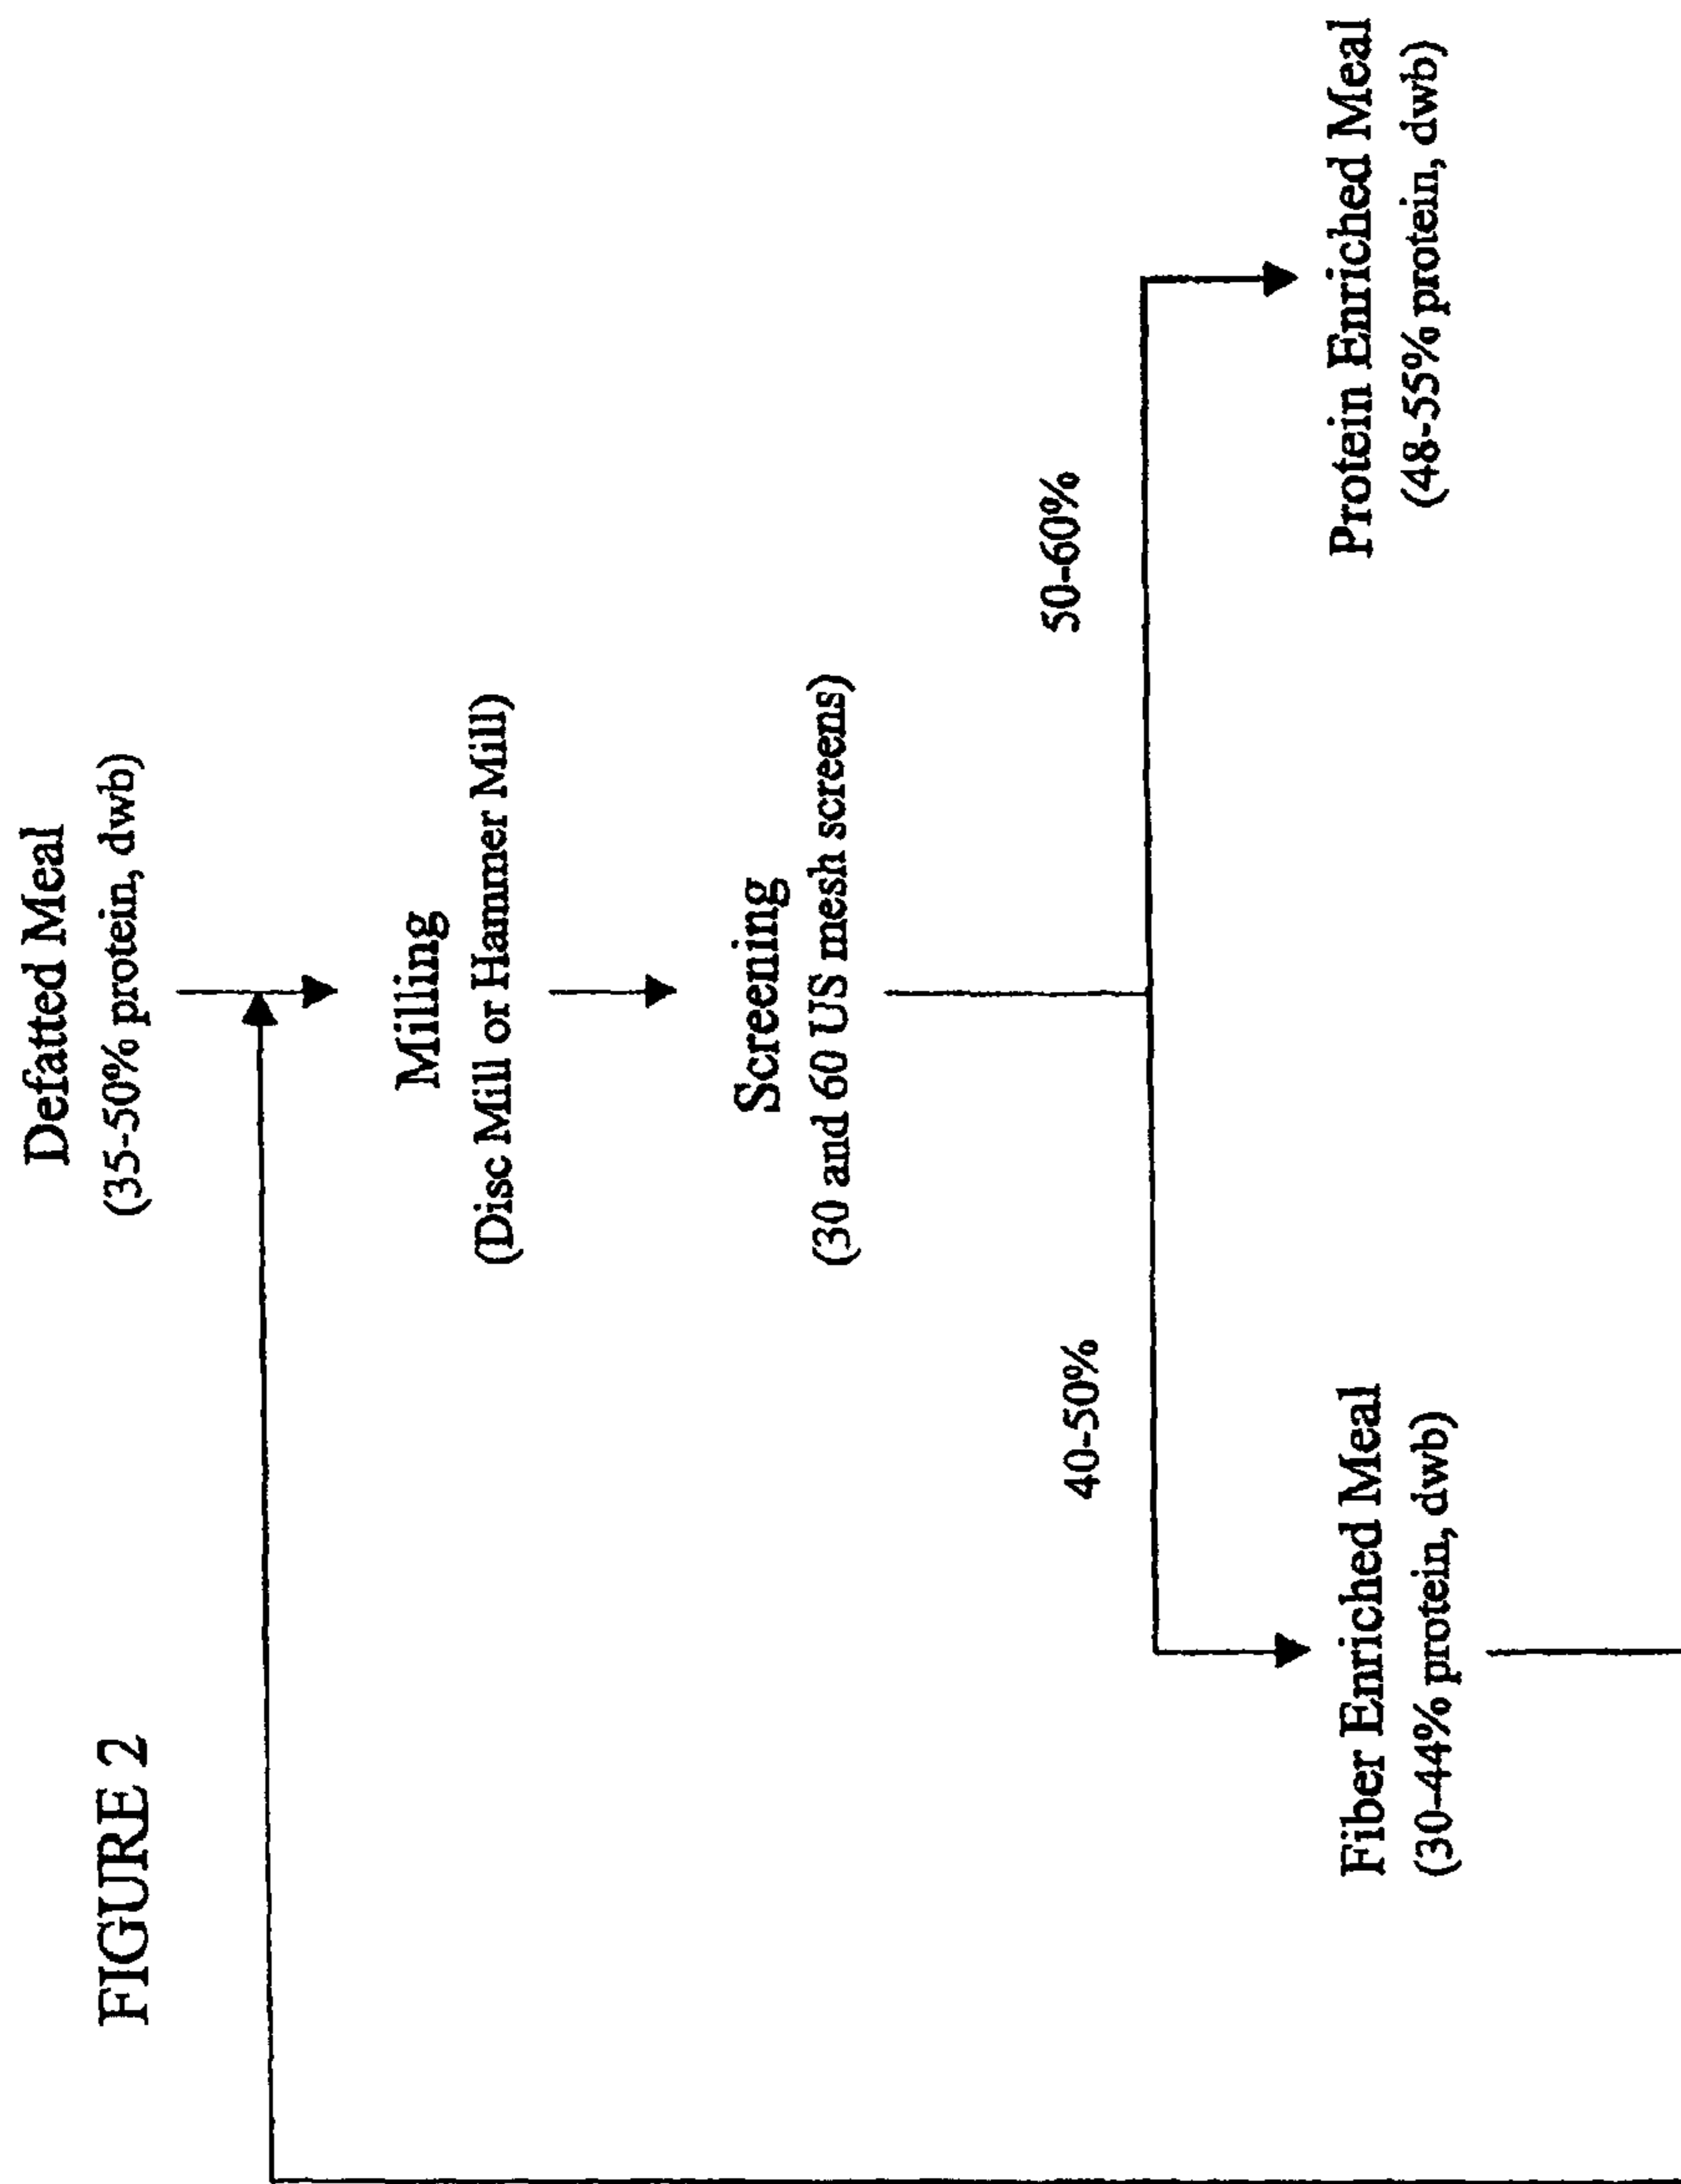 FIGURE 2
Defatted Meal
(35-50% protein, dwb)
Milling
(Disc Mill or Hammer Mill)
Screening
(30 and 60 US mesh screens)
40-50%
50-60%
Fiber Enriched Meal
(30-44% protein, dwb)
Protein Enriched Meal
(48-55% protein, dwb)